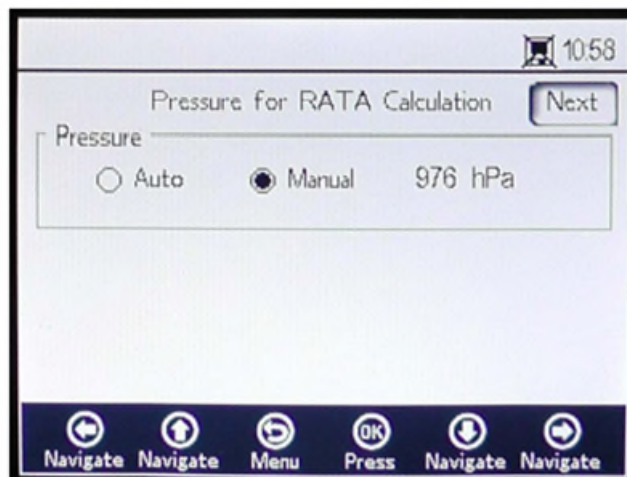 10:58
Pressure for RATA Calculation Next
Pressure
Auto Manual 976 hPa
OK
Navigate Navigate Menu Press Navigate Navigate